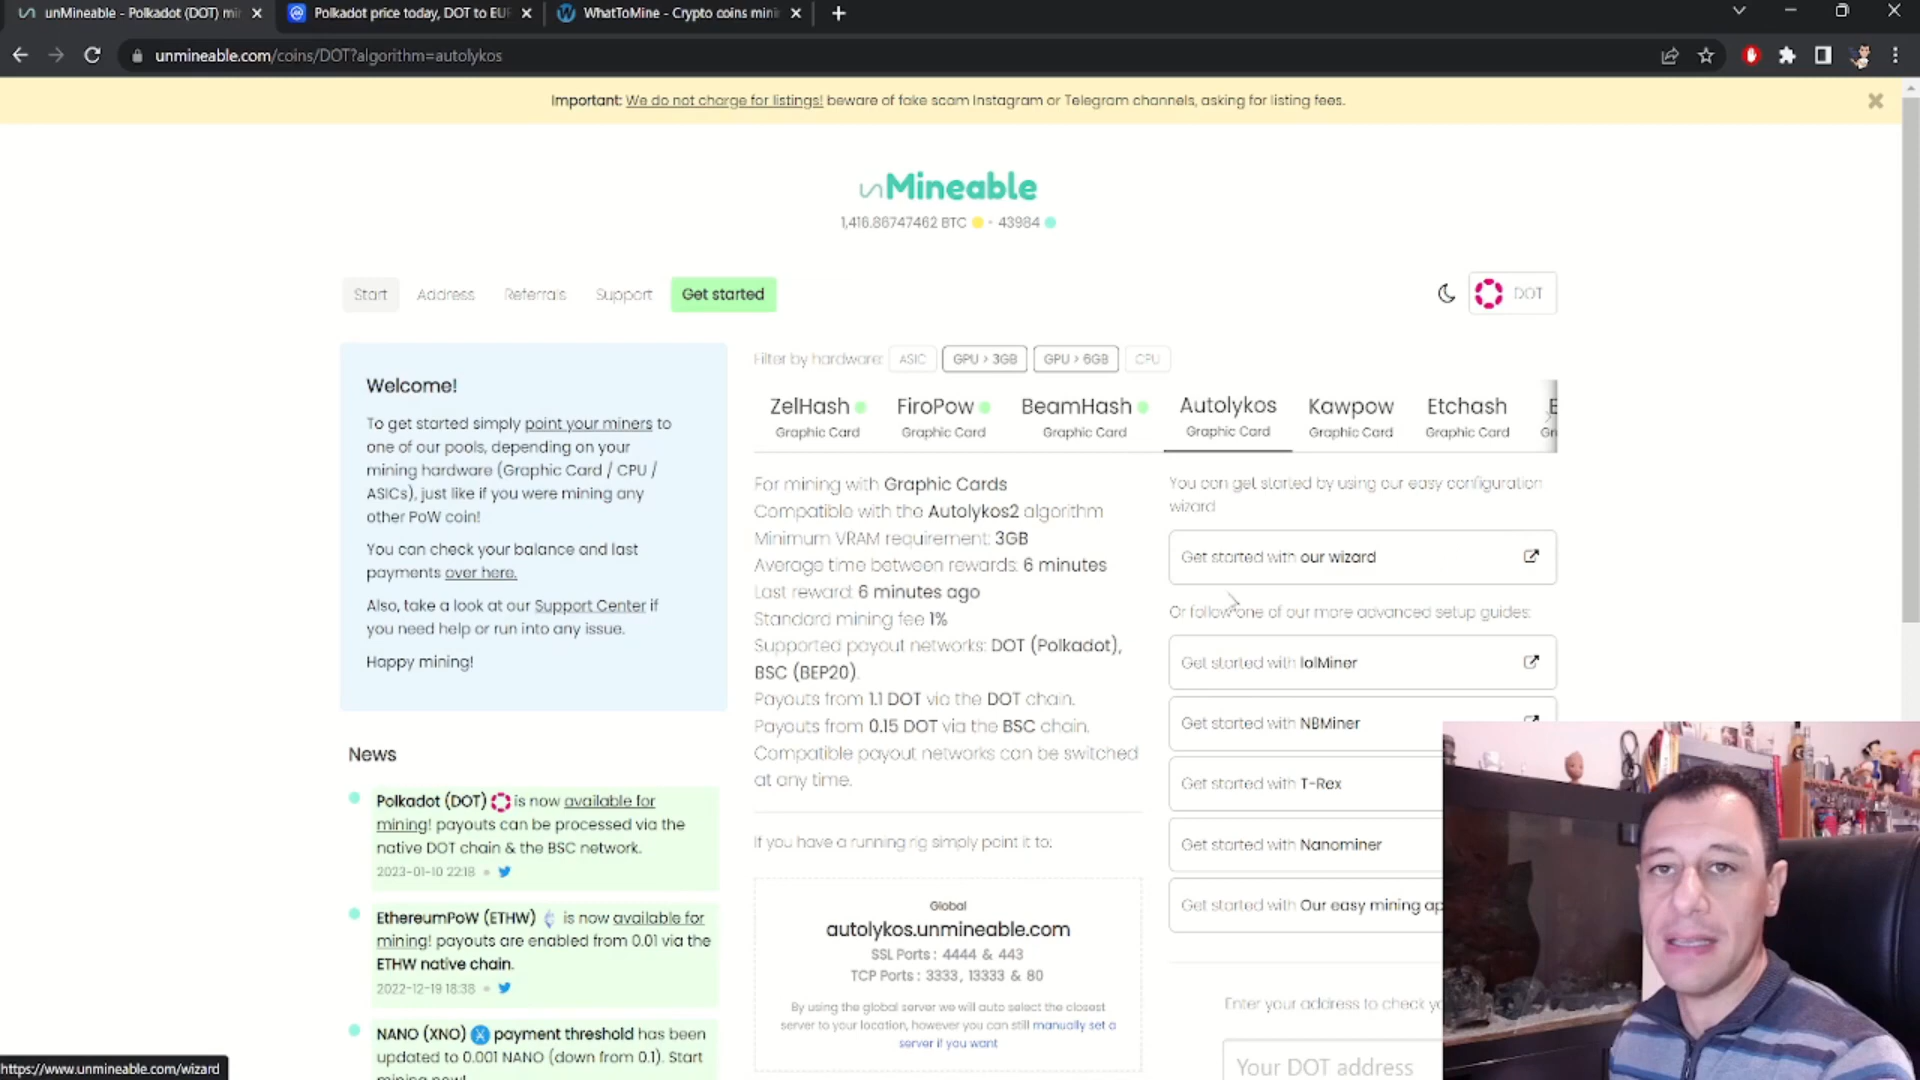 unMineable - Polkadot (DOT) mi
Polkadot price today, DOT to EU
WhatToMine - Crypto coins mini
unmineable.com/coins/DOT?algorithm=autolykos
Important: We do not charge for listings! beware of fake scam Instagram or Telegram channels, asking for listing fees.
unMineable
1,416.86747462 BTC - 43984
Start Address Referrals Support Get started
DOT
Filter by hardware: ASIC GPU > 3GB GPU > 6GB CPU
ZelHash FiroPow BeamHash Autolykos Kawpow Etchash E
Graphic Card Graphic Card Graphic Card Graphic Card Graphic Card Graphic Card Gr
Welcome!
To get started simply point your miners to
one of our pools, depending on your
mining hardware (Graphic Card / CPU /
ASICs), just like if you were mining any
other PoW coin!
You can check your balance and last
payments over here.
Also, take a look at our Support Center if
you need help or run into any issue.
Happy mining!
For mining with Graphic Cards
Compatible with the Autolykos2 algorithm
Minimum VRAM requirement: 3GB
Average time between rewards: 6 minutes
Last reward: 6 minutes ago
Standard mining fee 1%
Supported payout networks: DOT (Polkadot),
BSC (BEP20).
Payouts from 1.1 DOT via the DOT chain.
Payouts from 0.15 DOT via the BSC chain.
Compatible payout networks can be switched
at any time.
If you have a running rig simply point it to:
Global
autolykos.unmineable.com
SSL Ports : 4444 & 443
TCP Ports : 3333, 13333 & 80
By using the global server we will auto select the closest
server to your location, however you can still manually set a
server if you want
You can get started by using our easy configuration
wizard
Get started with our wizard
Or follow one of our more advanced setup guides:
Get started with lolMiner
Get started with NBMiner
Get started with T-Rex
Get started with Nanominer
Get started with Our easy mining ap
Enter your address to check yo
Your DOT address
News
Polkadot (DOT) is now available for
mining! payouts can be processed via the
native DOT chain & the BSC network.
2023-01-10 22:18
EthereumPoW (ETHW) is now available for
mining! payouts are enabled from 0.01 via the
ETHW native chain.
2022-12-19 18:38
NANO (XNO) payment threshold has been
updated to 0.001 NANO (down from 0.1). Start
mining now!
https://www.unmineable.com/wizard